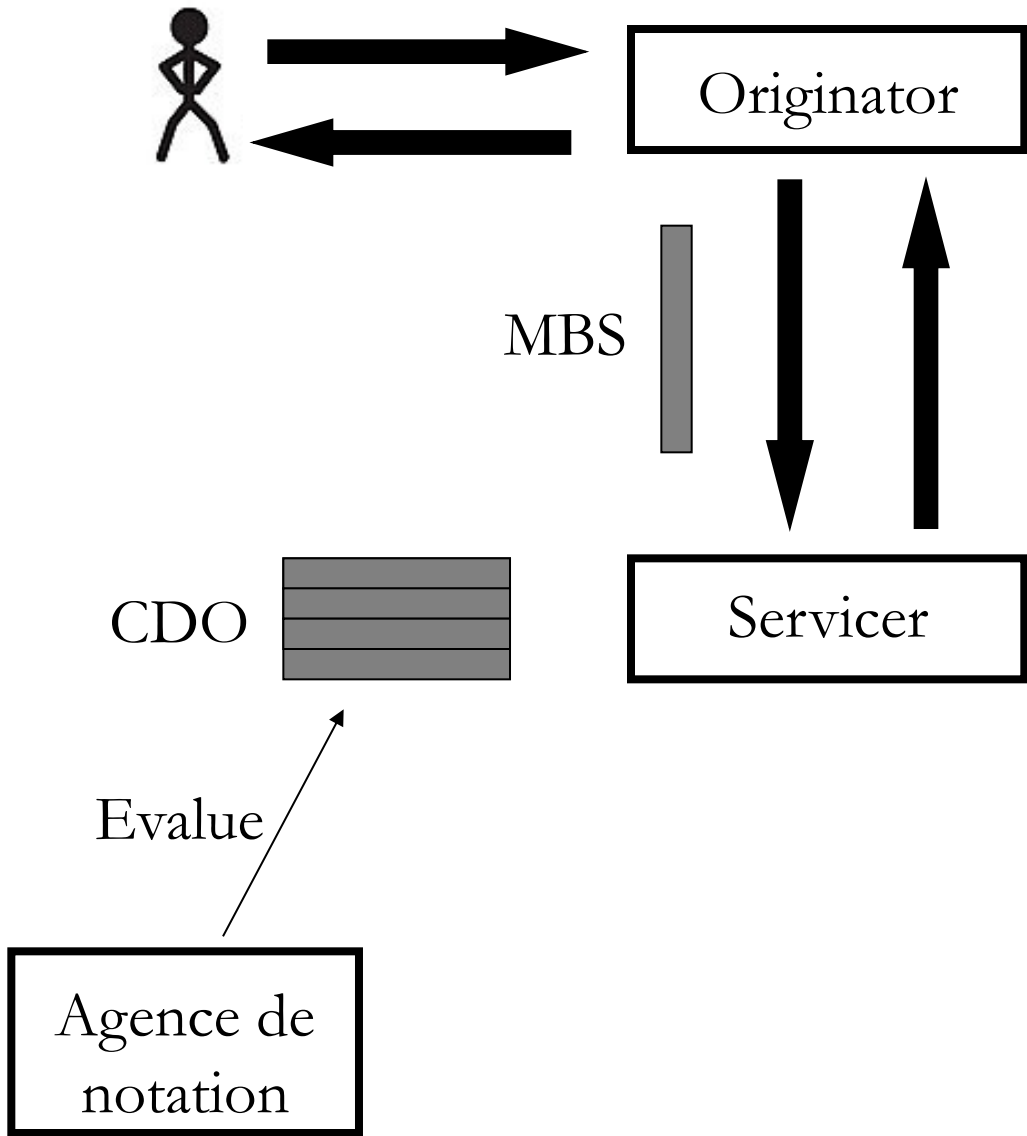 Originator
MBS
CDO
Servicer
Evalue
Agence de
notation